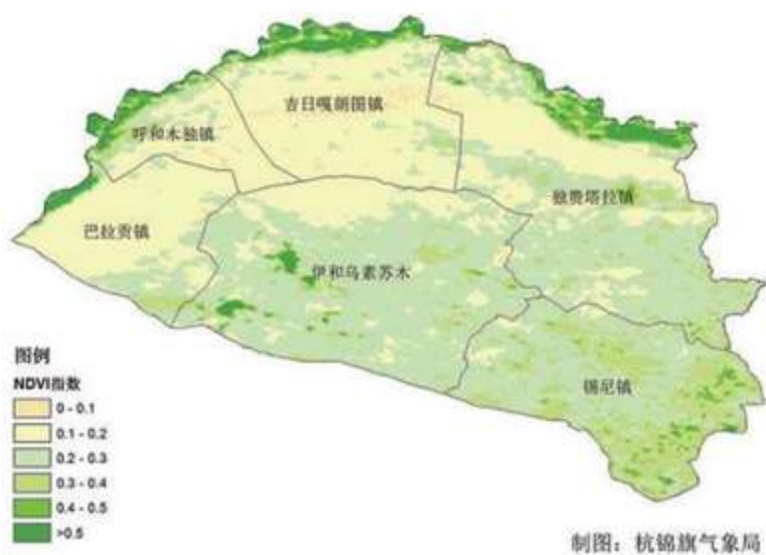 吉日嘎朗图镇
呼和木独镇
独贵塔拉镇
巴拉贡镇
伊和乌素苏木
锡尼镇
图例
NDVI指数
0 - 0.1
0.1 - 0.2
0.2 - 0.3
0.3 - 0.4
0.4 - 0.5
>0.5
制图：杭锦旗气象局